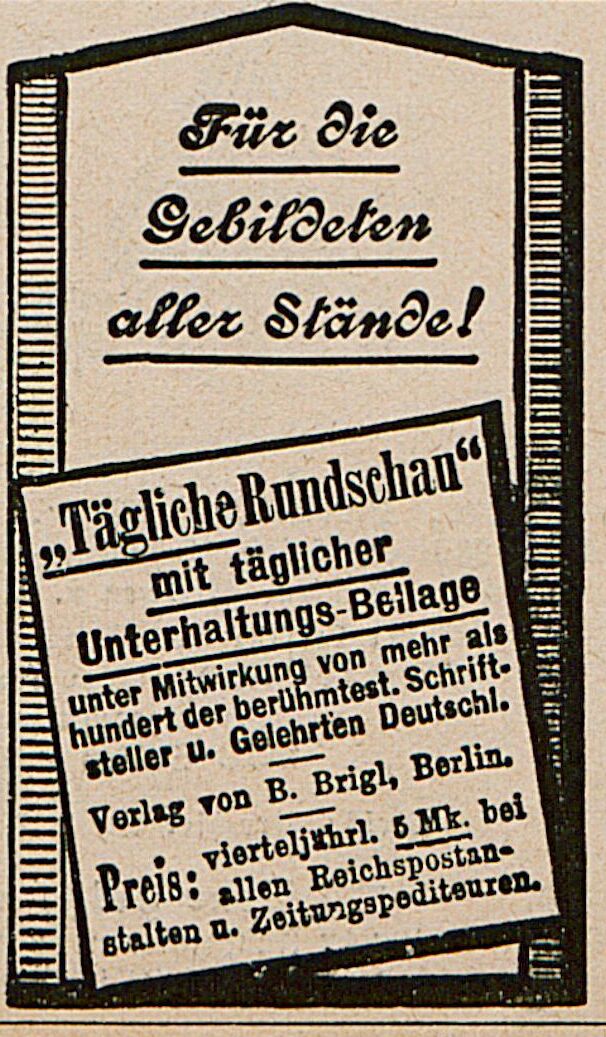 Für die
Gebildeten
aller Stände!
„Tägliche Rundschau“
mit täglicher
Unterhaltungs-Beilage
unter Mitwirkung von mehr als
hundert der berühmtest. Schrift-
steller u. Gelehrten Deutschl.
Verlag von B. Brigl, Berlin.
Preis: vierteljährl. 5 Mk. bei
allen Reichspostan-
stalten u. Zeitungspediteuren.